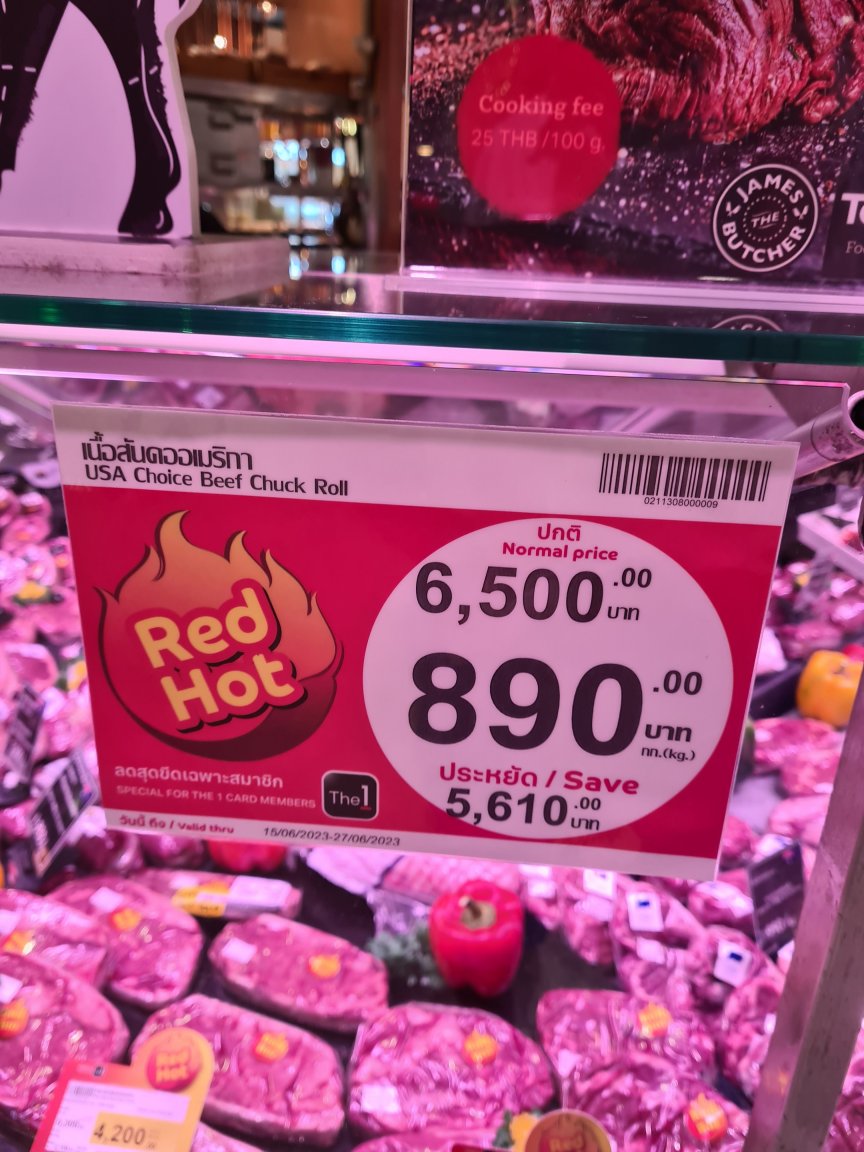 Cooking fee
25 THB/100 g.
JAMES
THE
BUTCHER
เนื้อสันคออเมริกา
USA Choice Beef Chuck Roll
0211308000009
Red
Hot
ปกติ
Normal price
6,500.00
บาท
890.00
บาท
กก.(kg.)
ประหยัด / Save
5,610.00
บาท
ลดสุดขีดเฉพาะสมาชิก
SPECIAL FOR THE 1 CARD MEMBERS
The1
วันนี้ ถึง / Valid thru 15/06/2023-27/06/2023
Red
Hot
4,200
Red